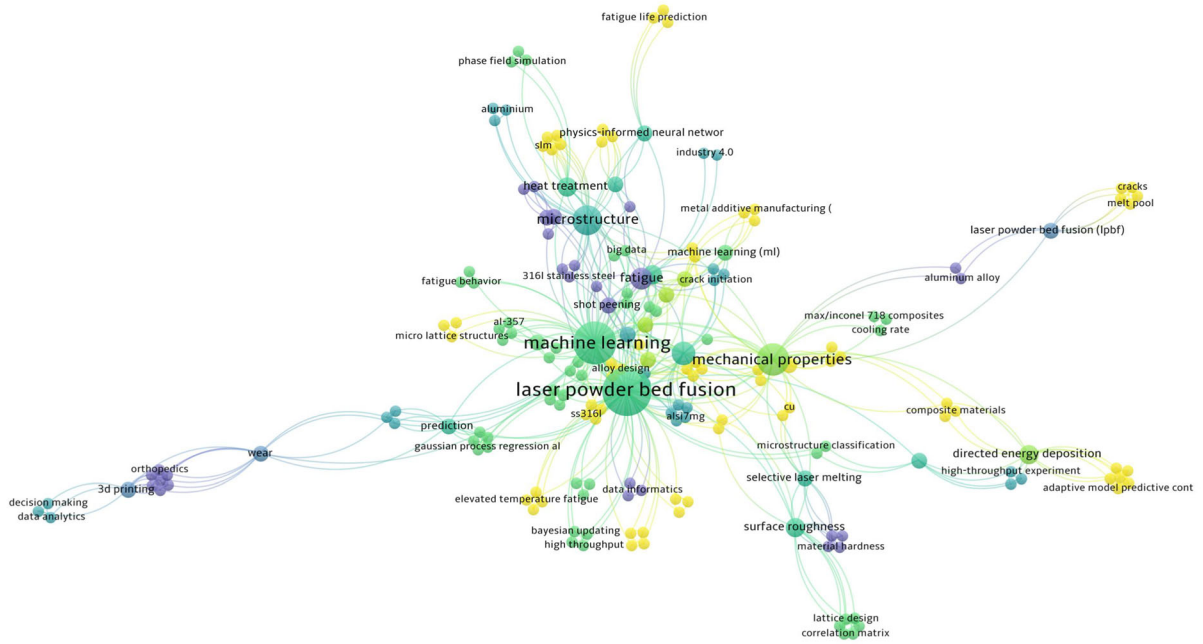 fatigue life prediction
phase field simulation
aluminium
physics-informed neural networ
slm
industry 4.0
heat treatment
cracks
melt pool
microstructure
metal additive manufacturing (
laser powder bed fusion (lpbf)
big data
machine learning (ml)
316l stainless steel
fatigue
crack initiation
aluminum alloy
fatigue behavior
shot peening
max/inconel 718 composites
al-357
cooling rate
micro lattice structures
machine learning
mechanical properties
alloy design
laser powder bed fusion
ss316l
alsi7mg
cu
composite materials
prediction
gaussian process regression al
microstructure classification
wear
directed energy deposition
orthopedics
high-throughput experiment
selective laser melting
3d printing
data informatics
adaptive model predictive cont
elevated temperature fatigue
decision making
data analytics
surface roughness
bayesian updating
high throughput
material hardness
lattice design
correlation matrix